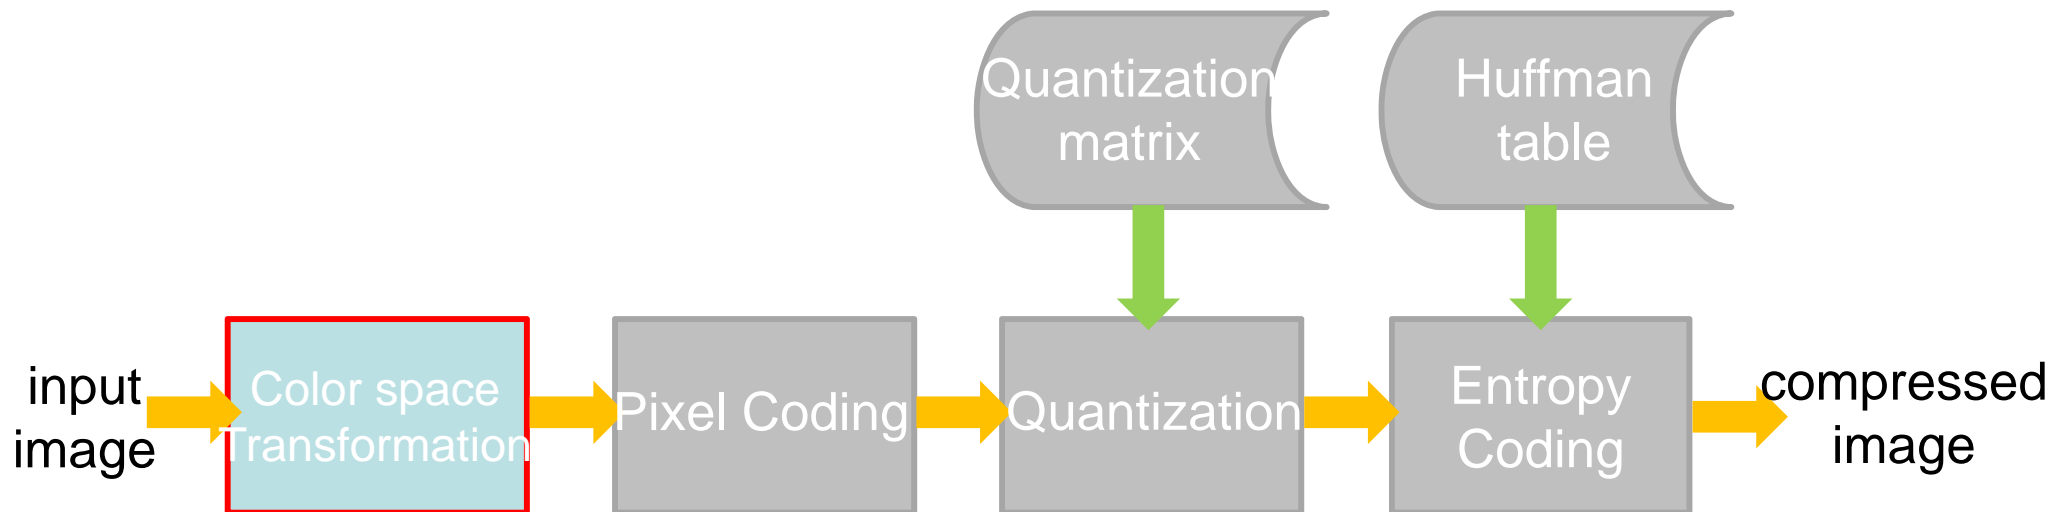 Quantization
matrix
Huffman
table
input
image
Color space
Transformation
Pixel Coding
Quantization
Entropy
Coding
compressed
image